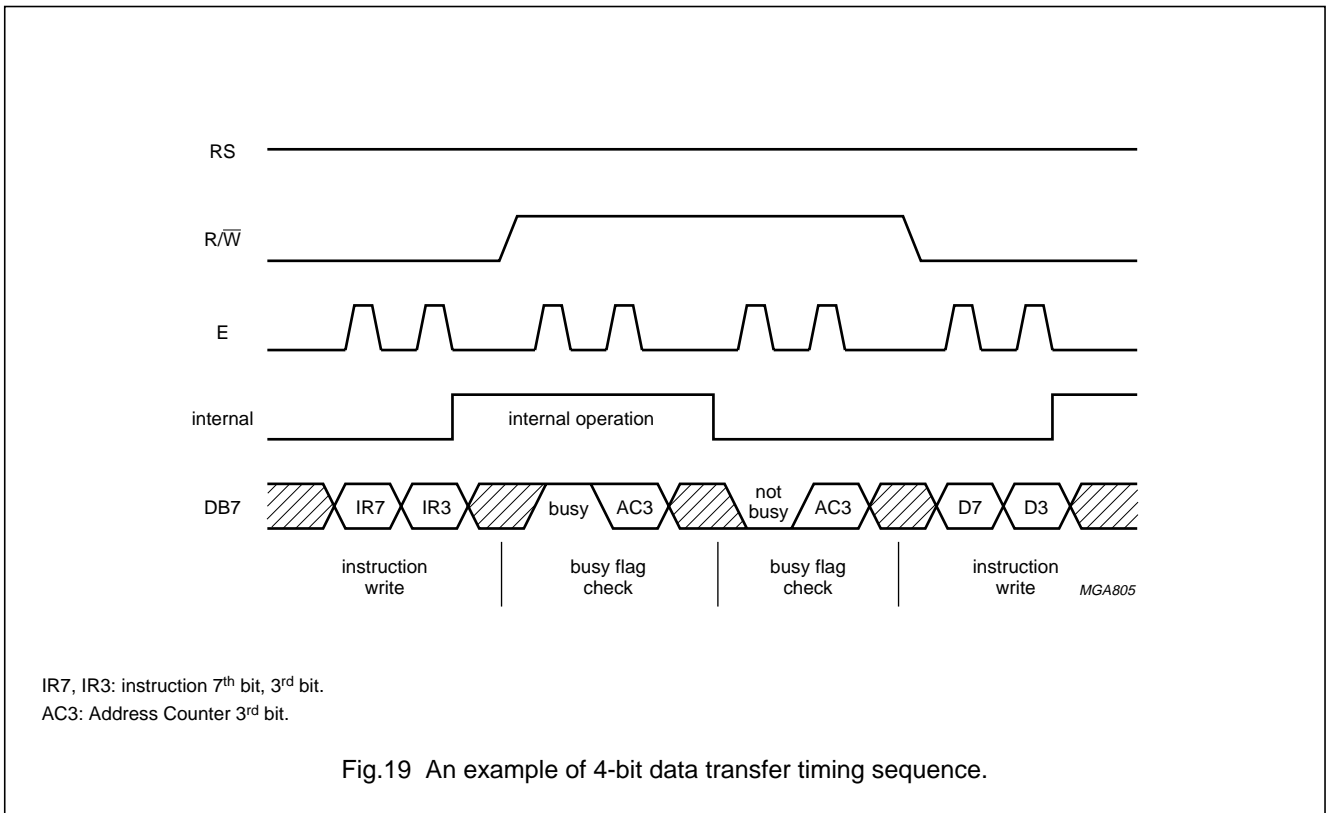 RS
R/W̅
E
internal
internal operation
DB7
IR7 IR3 busy AC3 not busy AC3 D7 D3
instruction write
busy flag check
busy flag check
instruction write
MGA805
IR7, IR3: instruction 7th bit, 3rd bit.
AC3: Address Counter 3rd bit.
Fig.19 An example of 4-bit data transfer timing sequence.